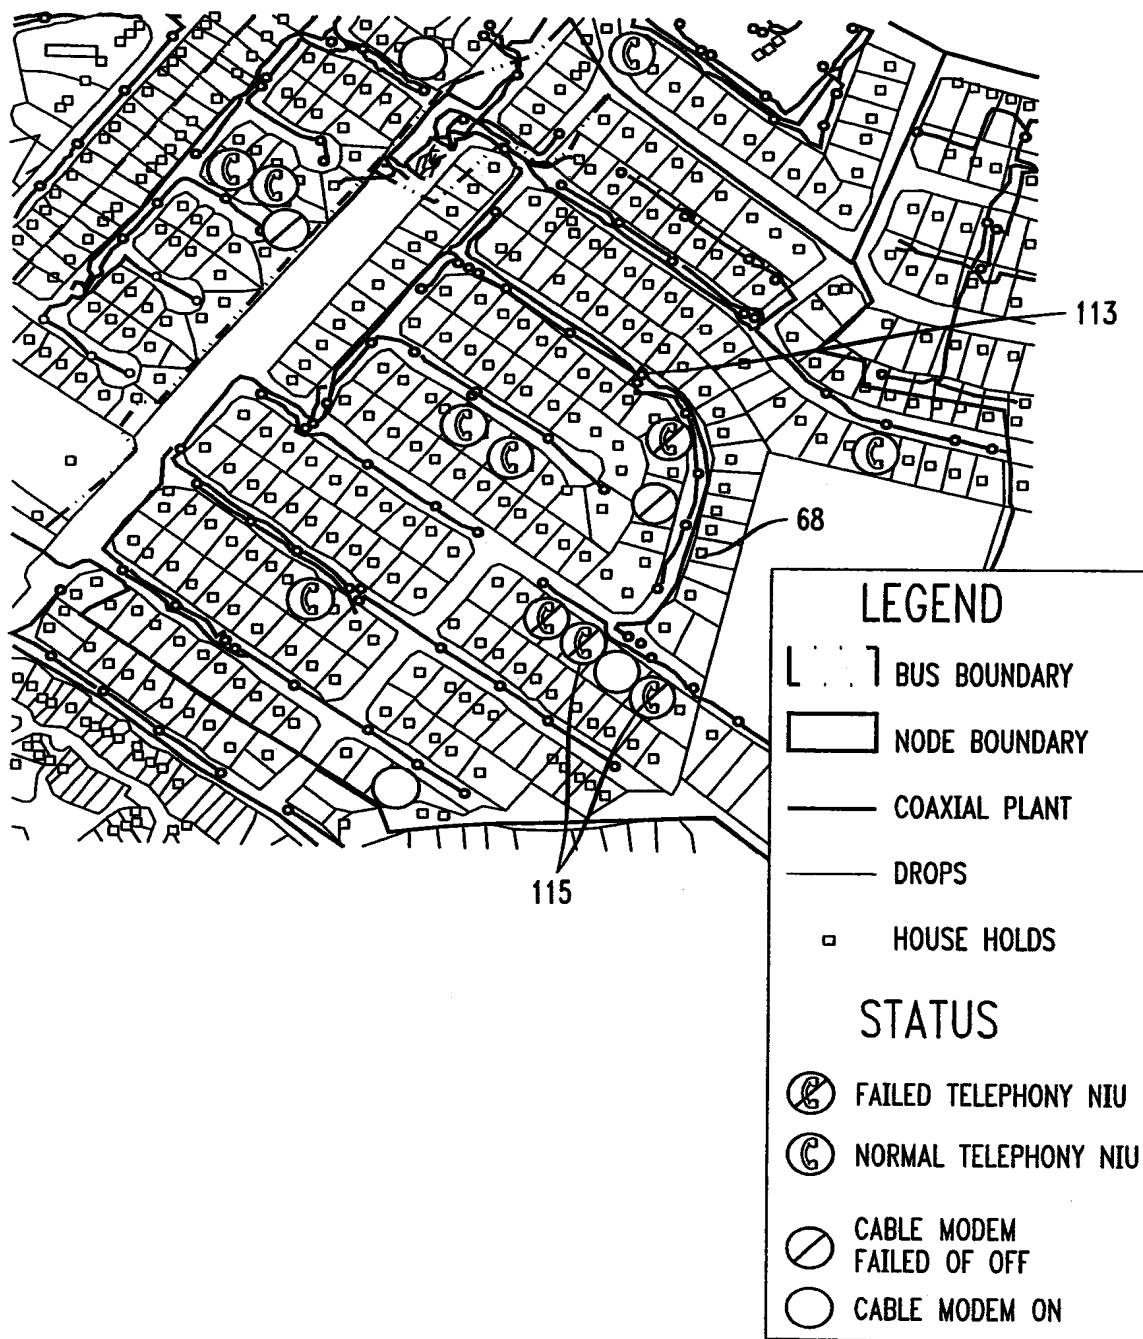 113
68
115
LEGEND
BUS BOUNDARY
NODE BOUNDARY
COAXIAL PLANT
DROPS
HOUSE HOLDS
STATUS
FAILED TELEPHONY NIU
NORMAL TELEPHONY NIU
CABLE MODEM
FAILED OF OFF
CABLE MODEM ON